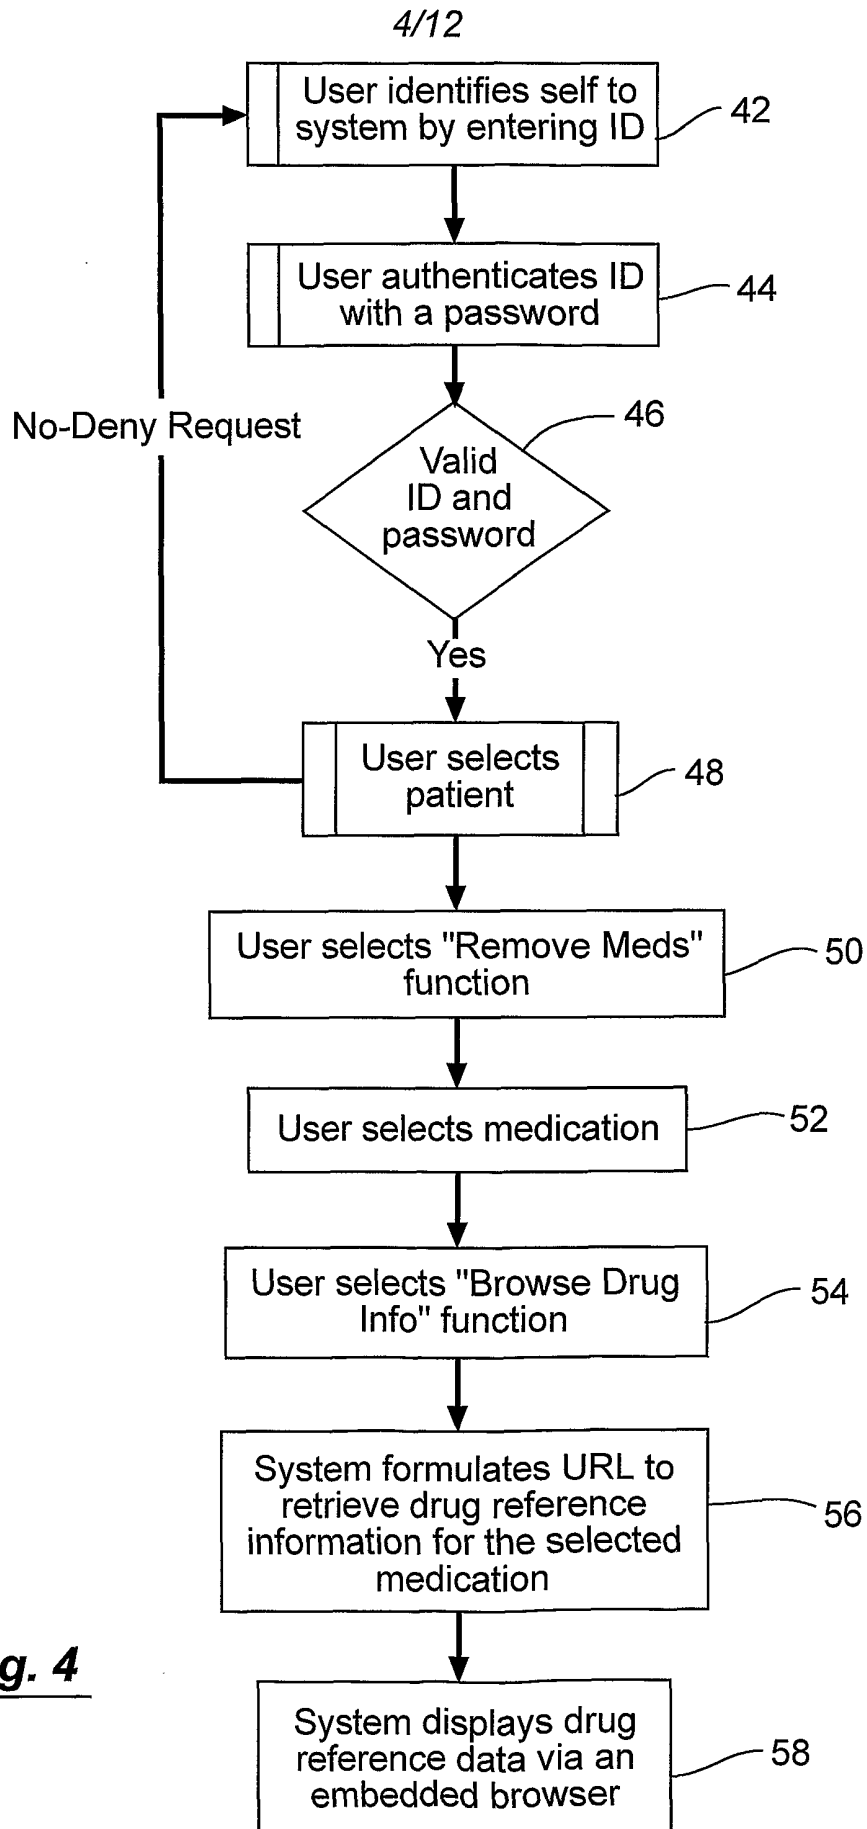 4/12
User identifies self to
system by entering ID
42
User authenticates ID
with a password
44
No-Deny Request
46
Valid
ID and
password
Yes
User selects
patient
48
User selects "Remove Meds"
function
50
User selects medication
52
User selects "Browse Drug
Info" function
54
System formulates URL to
retrieve drug reference
information for the selected
medication
56
g. 4
System displays drug
reference data via an
embedded browser
58